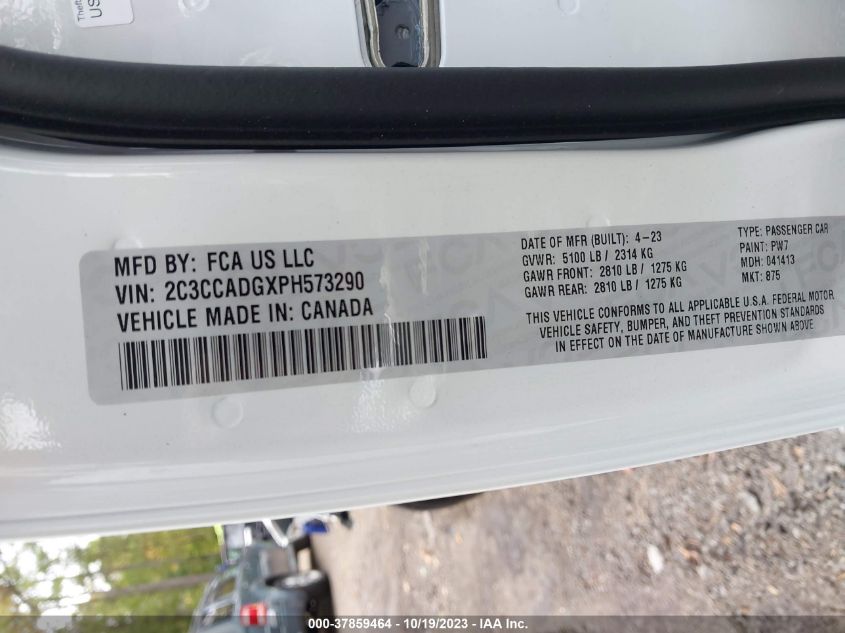 Theft
US
MFD BY: FCA US LLC
VIN: 2C3CCADGXPH573290
VEHICLE MADE IN: CANADA
DATE OF MFR (BUILT): 4-23
GVWR: 5100 LB / 2314 KG
GAWR FRONT: 2810 LB / 1275 KG
GAWR REAR: 2810 LB / 1275 KG
TYPE: PASSENGER CAR
PAINT: PW7
MDH: 041413
MKT: 875
THIS VEHICLE CONFORMS TO ALL APPLICABLE U.S.A. FEDERAL MOTOR
VEHICLE SAFETY, BUMPER, AND THEFT PREVENTION STANDARDS
IN EFFECT ON THE DATE OF MANUFACTURE SHOWN ABOVE
000-37859464 - 10/19/2023 - IAA Inc.